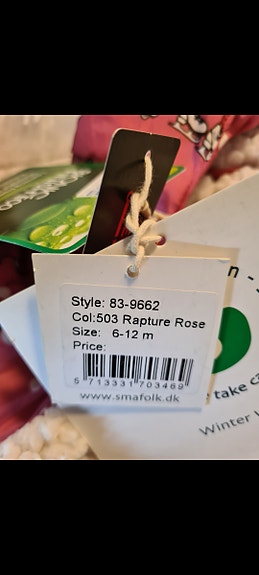 Style: 83-9662
Col:503 Rapture Rose
Size: 6-12 m
Price:
5 713331 703469
www.smafolk.dk
take ca
Winter